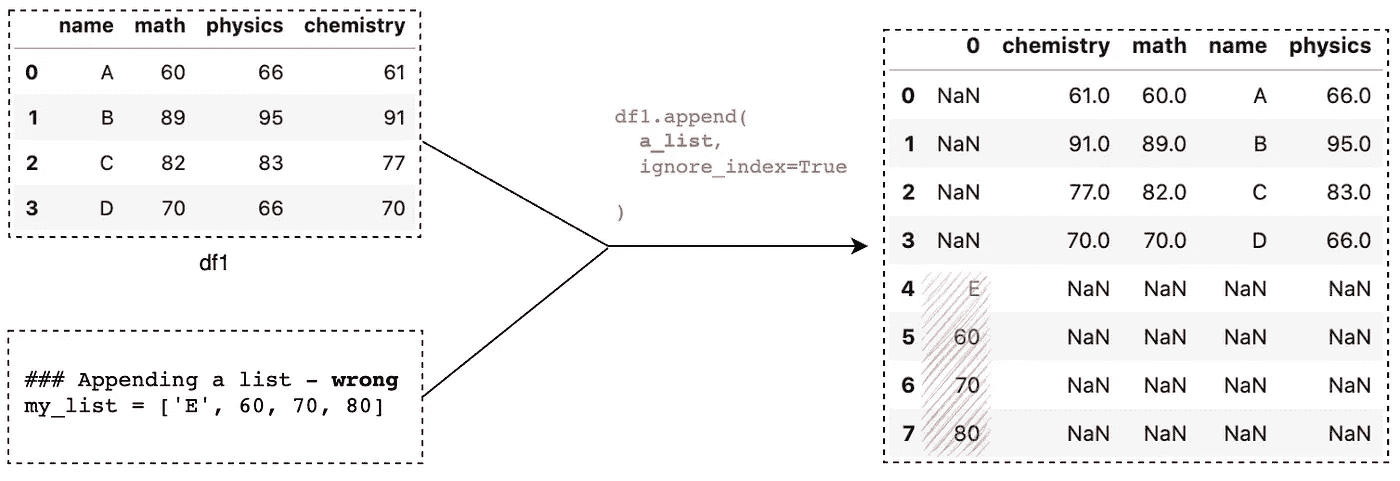 name math physics chemistry
0 A 60 66 61
1 B 89 95 91
2 C 82 83 77
3 D 70 66 70
df1
### Appending a list - wrong
my_list = ['E', 60, 70, 80]
df1.append(
a_list,
ignore_index=True
)
0 chemistry math name physics
0 NaN 61.0 60.0 A 66.0
1 NaN 91.0 89.0 B 95.0
2 NaN 77.0 82.0 C 83.0
3 NaN 70.0 70.0 D 66.0
4 E NaN NaN NaN NaN
5 60 NaN NaN NaN NaN
6 70 NaN NaN NaN NaN
7 80 NaN NaN NaN NaN